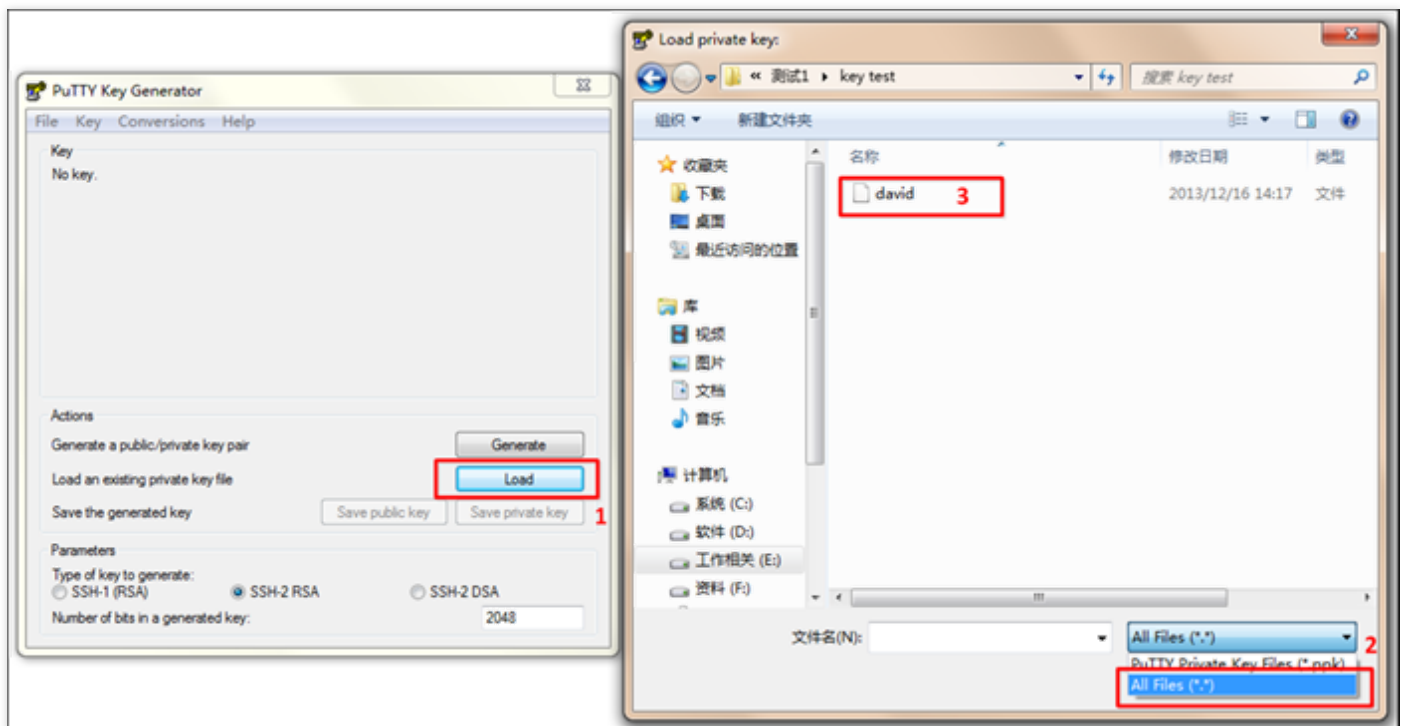 PuTTY Key Generator
File Key Conversions Help
Key
No key.
Actions
Generate a public/private key pair
Generate
Load an existing private key file
Load
Save the generated key
Save public key
Save private key
1
Parameters
Type of key to generate:
SSH-1 (RSA)
SSH-2 RSA
SSH-2 DSA
Number of bits in a generated key:
2048
Load private key:
« 测试1 key test
搜索 key test
组织
新建文件夹
名称
修改日期
类型
收藏夹
下载
桌面
最近访问的位置
库
视频
图片
文档
音乐
计算机
系统 (C:)
软件 (D:)
工作相关 (E:)
资料 (F:)
david
3
2013/12/16 14:17
文件
文件名(N):
All Files (*.*)
2
PuTTY Private Key Files (*.ppk)
All Files (*.*)